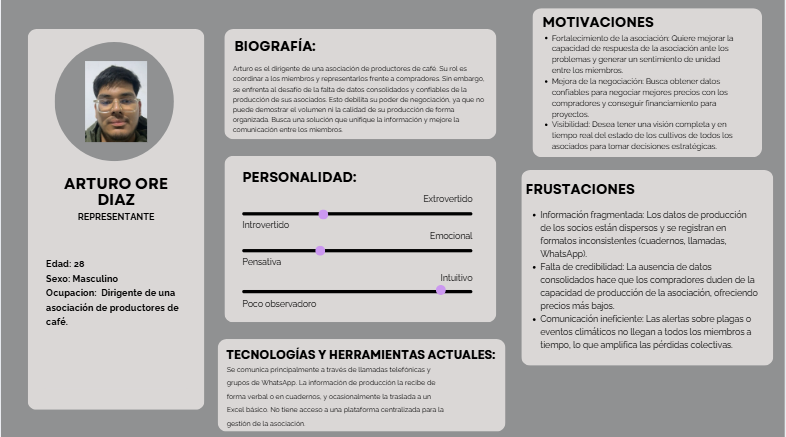 ARTURO ORE
DIAZ
REPRESENTANTE
Edad: 28
Sexo: Masculino
Ocupacion: Dirigente de una
asociación de productores de
café.
BIOGRAFÍA:
Arturo es el dirigente de una asociación de productores de café. Su rol es
coordinar a los miembros y representarlos frente a compradores. Sin embargo,
se enfrenta al desafío de la falta de datos consolidados y confiables de la
producción de sus asociados. Esto debilita su poder de negociación, ya que no
puede demostrar el volumen ni la calidad de su producción de forma
organizada. Busca una solución que unifique la información y mejore la
comunicación entre los miembros.
PERSONALIDAD:
Extrovertido
Introvertido
Emocional
Pensativa
Intuitivo
Poco observadoro
TECNOLOGÍAS Y HERRAMIENTAS ACTUALES:
Se comunica principalmente a través de llamadas telefónicas y
grupos de WhatsApp. La información de producción la recibe de
forma verbal o en cuadernos, y ocasionalmente la traslada a un
Excel básico. No tiene acceso a una plataforma centralizada para la
gestión de la asociación.
MOTIVACIONES
• Fortalecimiento de la asociación: Quiere mejorar la
capacidad de respuesta de la asociación ante los
problemas y generar un sentimiento de unidad
entre los miembros.
• Mejora de la negociación: Busca obtener datos
confiables para negociar mejores precios con los
compradores y conseguir financiamiento para
proyectos.
• Visibilidad: Desea tener una visión completa y en
tiempo real del estado de los cultivos de todos los
asociados para tomar decisiones estratégicas.
FRUSTACIONES
• Información fragmentada: Los datos de producción
de los socios están dispersos y se registran en
formatos inconsistentes (cuadernos, llamadas,
WhatsApp).
• Falta de credibilidad: La ausencia de datos
consolidados hace que los compradores duden de la
capacidad de producción de la asociación, ofreciendo
precios más bajos.
• Comunicación ineficiente: Las alertas sobre plagas o
eventos climáticos no llegan a todos los miembros a
tiempo, lo que amplifica las pérdidas colectivas.